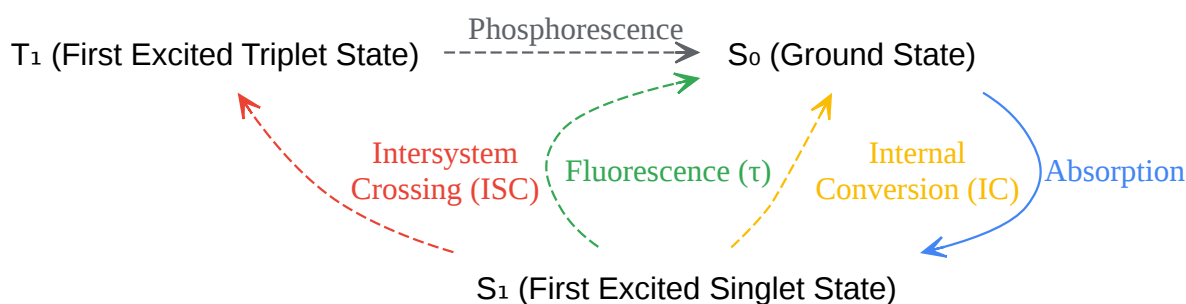 Phosphorescence
T₁ (First Excited Triplet State)
S₀ (Ground State)
Intersystem
Crossing (ISC)
Fluorescence (τ)
Internal
Conversion (IC)
Absorption
S₁ (First Excited Singlet State)